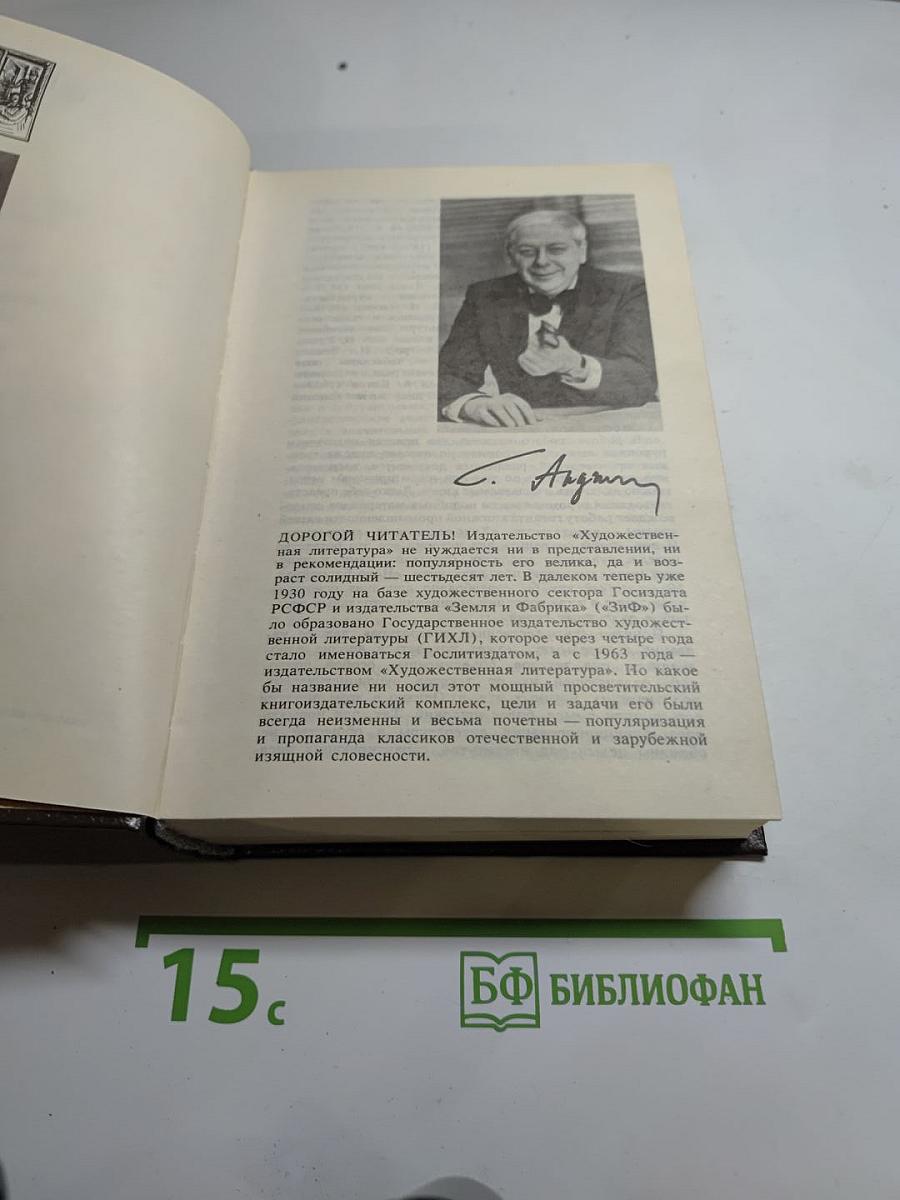 С. Андж
ДОРОГОЙ ЧИТАТЕЛЬ! Издательство «Художествен-
ная литература» не нуждается ни в представлении, ни
в рекомендации: популярность его велика, да и воз-
раст солидный — шестьдесят лет. В далеком теперь уже
1930 году на базе художественного сектора Госиздата
РСФСР и издательства «Земля и Фабрика» («ЗиФ») бы-
ло образовано Государственное издательство художест-
венной литературы (ГИХЛ), которое через четыре года
стало именоваться Гослитиздатом, а с 1963 года —
издательством «Художественная литература». Но какое
бы название ни носил этот мощный просветительский
книгоиздательский комплекс, цели и задачи его были
всегда неизменны и весьма почетны — популяризация
и пропаганда классиков отечественной и зарубежной
изящной словесности.
15 с
БФ БИБЛИОФАН